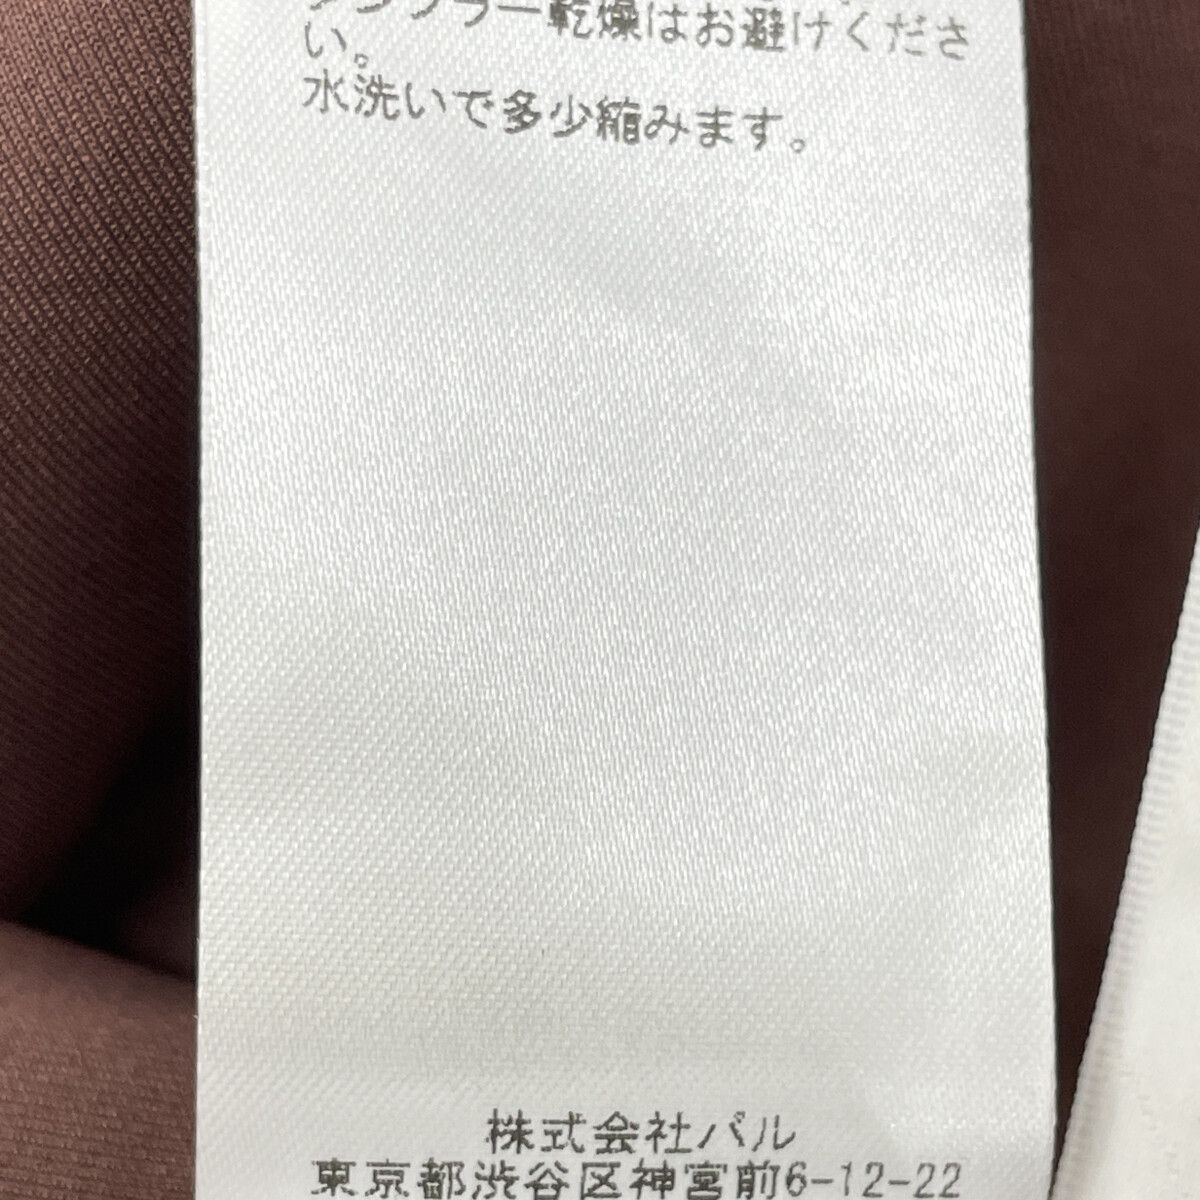 タンブラー乾燥はお避けくださ
い。
水洗いで多少縮みます。
株式会社パル
東京都渋谷区神宮前6-12-22